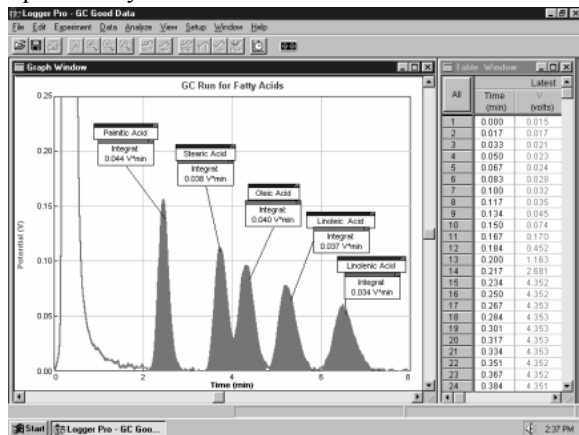 Logger Pro - GC Good Data
File Edit Experiment Data Analyze View Setup Window Help
Graph Window
GC Run for Fatty Acids
0.25
0.20
0.15
0.10
0.05
0.00
Potential (V)
Palmitic Acid
Integral:
0.044 V*min
Stearic Acid
Integral:
0.038 V*min
Oleic Acid
Integral:
0.040 V*min
Linoleic Acid
Integral:
0.037 V*min
Linolenic Acid
Integral:
0.034 V*min
0 2 4 6 8
Time (min)
Table Window
Latest
All Time V
(min) (volts)
1 0.000 0.015
2 0.017 0.017
3 0.033 0.021
4 0.050 0.023
5 0.067 0.024
6 0.083 0.028
7 0.100 0.032
8 0.117 0.035
9 0.134 0.045
10 0.150 0.074
11 0.167 0.170
12 0.184 0.452
13 0.200 1.163
14 0.217 2.681
15 0.234 4.352
16 0.250 4.352
17 0.267 4.353
18 0.284 4.353
19 0.301 4.353
20 0.317 4.353
21 0.334 4.353
22 0.351 4.352
23 0.367 4.352
24 0.384 4.351
Start Logger Pro - GC Goo...
2:37 PM